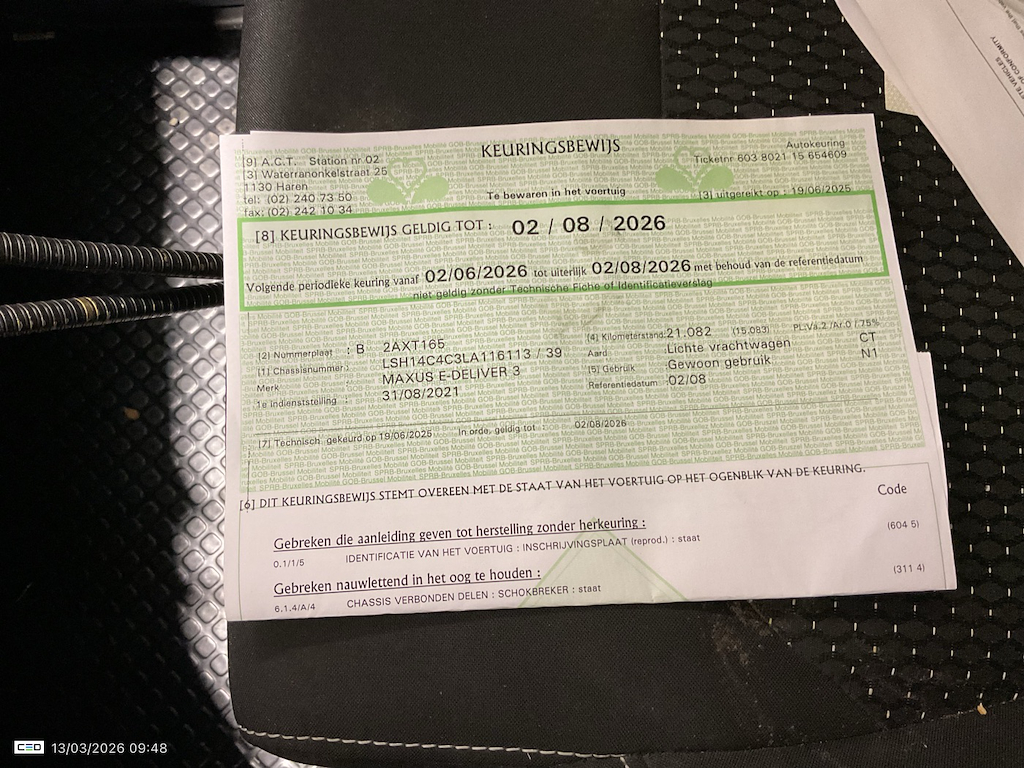 KEURINGSBEWIJS
[9] A.C.T. Station nr.02
[3] Waterranonkelstraat 25
1130 Haren
tel: (02) 240 73 50
fax: (02) 242 10 34
Autokeuring
Ticketnr 603 8021 15 654609
Te bewaren in het voertuig
[3] uitgereikt op : 19/06/2025
[8] KEURINGSBEWIJS GELDIG TOT : 02 / 08 / 2026
Volgende periodieke keuring vanaf 02/06/2026 tot uiterlijk 02/08/2026 met behoud van de referentiedatum
niet geldig zonder Technische Fiche of Identificatieverslag
[2] Nummerplaat : B 2AXT165
[1] Chassisnummer: LSH14C4C3LA116113 / 39
Merk : MAXUS E-DELIVER 3
1e indienststelling : 31/08/2021
[4] Kilometerstand: 21.082 (15.083) PL:Va.2 / Ar.0 / 75%
Aard Lichte vrachtwagen CT
[5] Gebruik Gewoon gebruik N1
Referentiedatum 02/08
[7] Technisch gekeurd op 19/06/2025 In orde, geldig tot : 02/08/2026
[6] DIT KEURINGSBEWIJS STEMT OVEREEN MET DE STAAT VAN HET VOERTUIG OP HET OGENBLIK VAN DE KEURING.
Code
Gebreken die aanleiding geven tot herstelling zonder herkeuring :
0.1/1/5 IDENTIFICATIE VAN HET VOERTUIG : INSCHRIJVINGSPLAAT (reprod.) : staat (604 5)
Gebreken nauwlettend in het oog te houden :
6.1.4/A/4 CHASSIS VERBONDEN DELEN : SCHOKBREKER : staat (311 4)
OF CONFORMITY
VEHICLES
CEO 13/03/2026 09:48